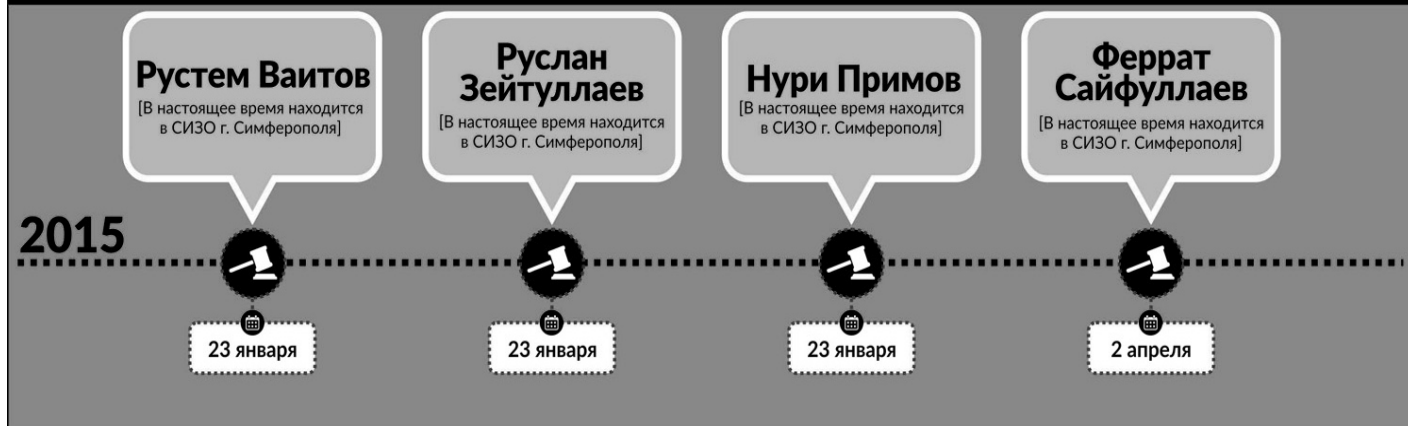 Рустем Ваитов
[В настоящее время находится
в СИЗО г. Симферополя]
Руслан
Зейтуллаев
[В настоящее время находится
в СИЗО г. Симферополя]
Нури Примов
[В настоящее время находится
в СИЗО г. Симферополя]
Феррат
Сайфуллаев
[В настоящее время находится
в СИЗО г. Симферополя]
2015
23 января
23 января
23 января
2 апреля